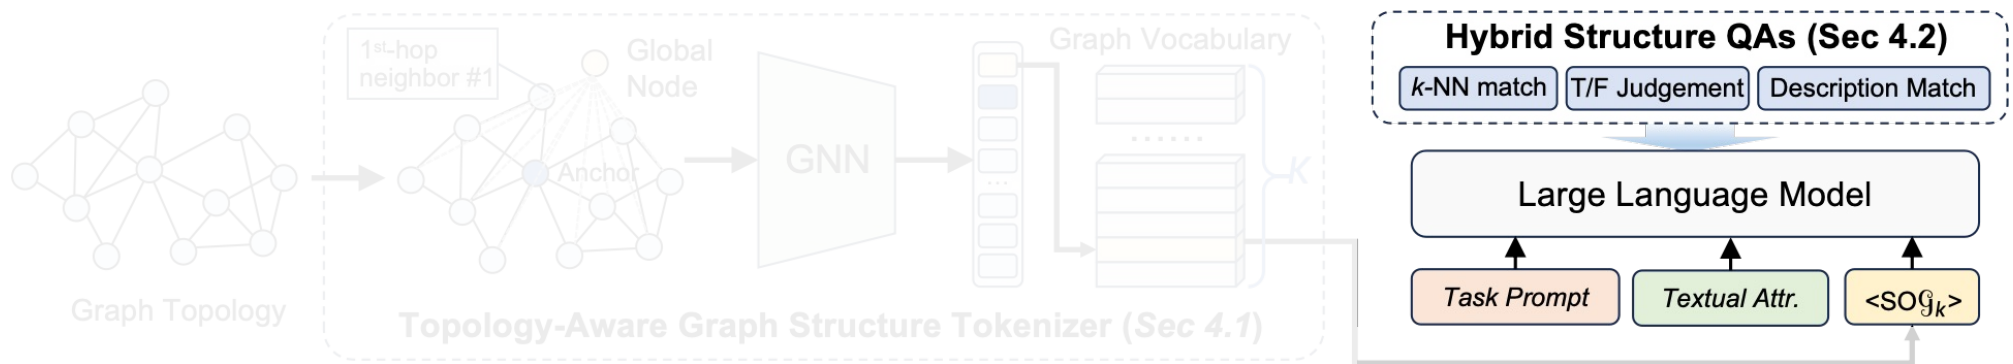 1st-hop
neighbor #1
Global
Node
Anchor
GNN
...
Graph Vocabulary
......
K
Graph Topology
Topology-Aware Graph Structure Tokenizer (Sec 4.1)
Hybrid Structure QAs (Sec 4.2)
k-NN match T/F Judgement Description Match
Large Language Model
Task Prompt Textual Attr. <SO𝒢k>